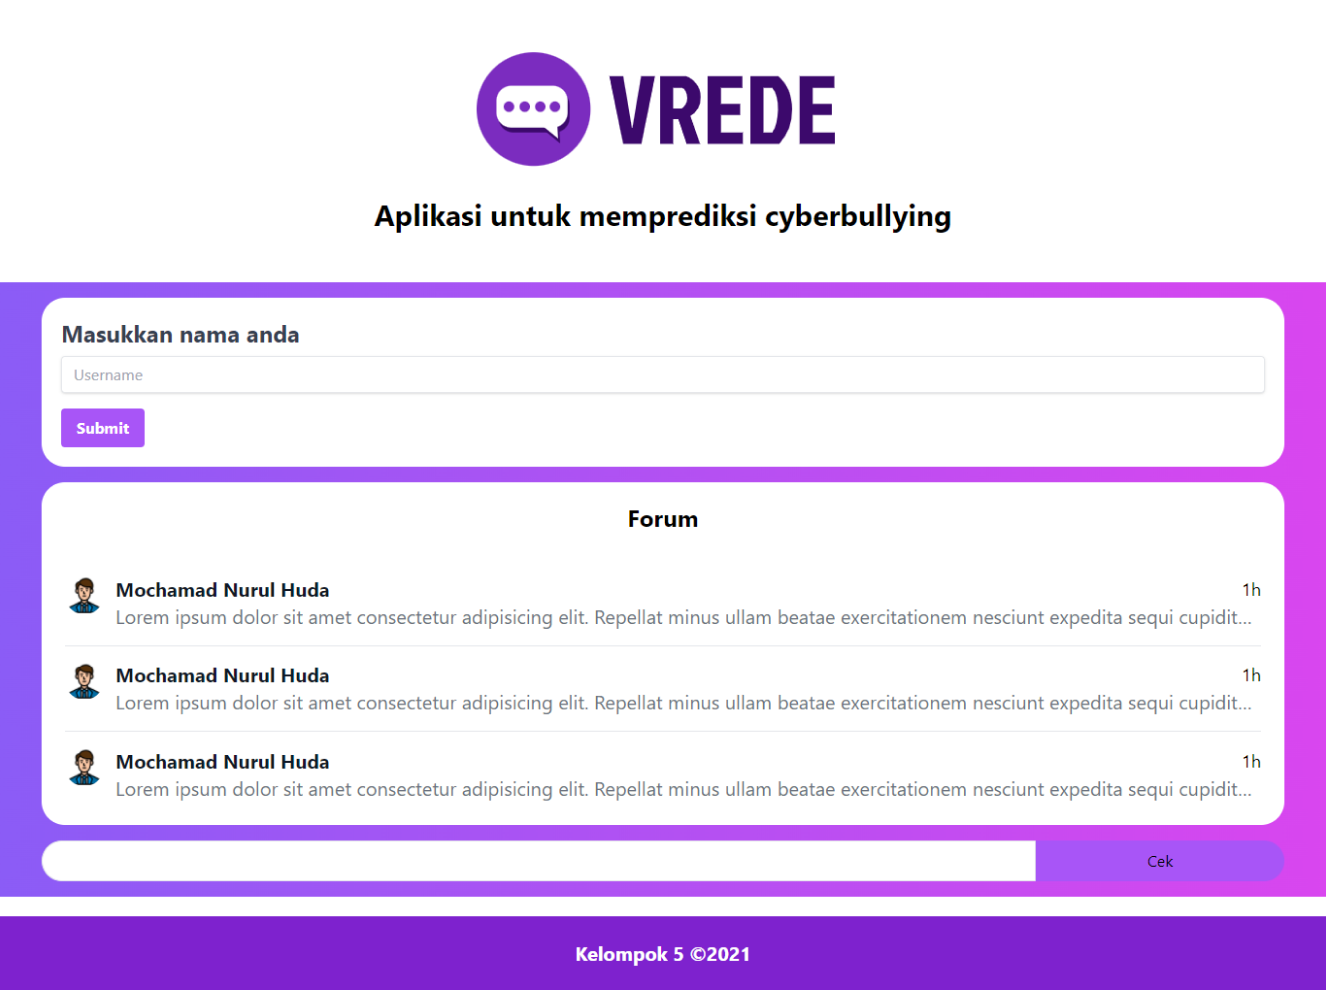 VREDE
Aplikasi untuk memprediksi cyberbullying
Masukkan nama anda
Username
Submit
Forum
Mochamad Nurul Huda 1h
Lorem ipsum dolor sit amet consectetur adipisicing elit. Repellat minus ullam beatae exercitationem nesciunt expedita sequi cupidit...
Mochamad Nurul Huda 1h
Lorem ipsum dolor sit amet consectetur adipisicing elit. Repellat minus ullam beatae exercitationem nesciunt expedita sequi cupidit...
Mochamad Nurul Huda 1h
Lorem ipsum dolor sit amet consectetur adipisicing elit. Repellat minus ullam beatae exercitationem nesciunt expedita sequi cupidit...
Cek
Kelompok 5 ©2021